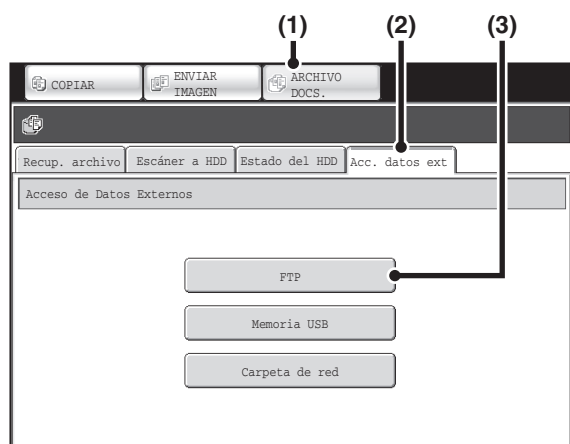 (1) (2) (3)
COPIAR
ENVIAR
IMAGEN
ARCHIVO
DOCS.
Recup. archivo Escáner a HDD Estado del HDD Acc. datos ext
Acceso de Datos Externos
FTP
Memoria USB
Carpeta de red